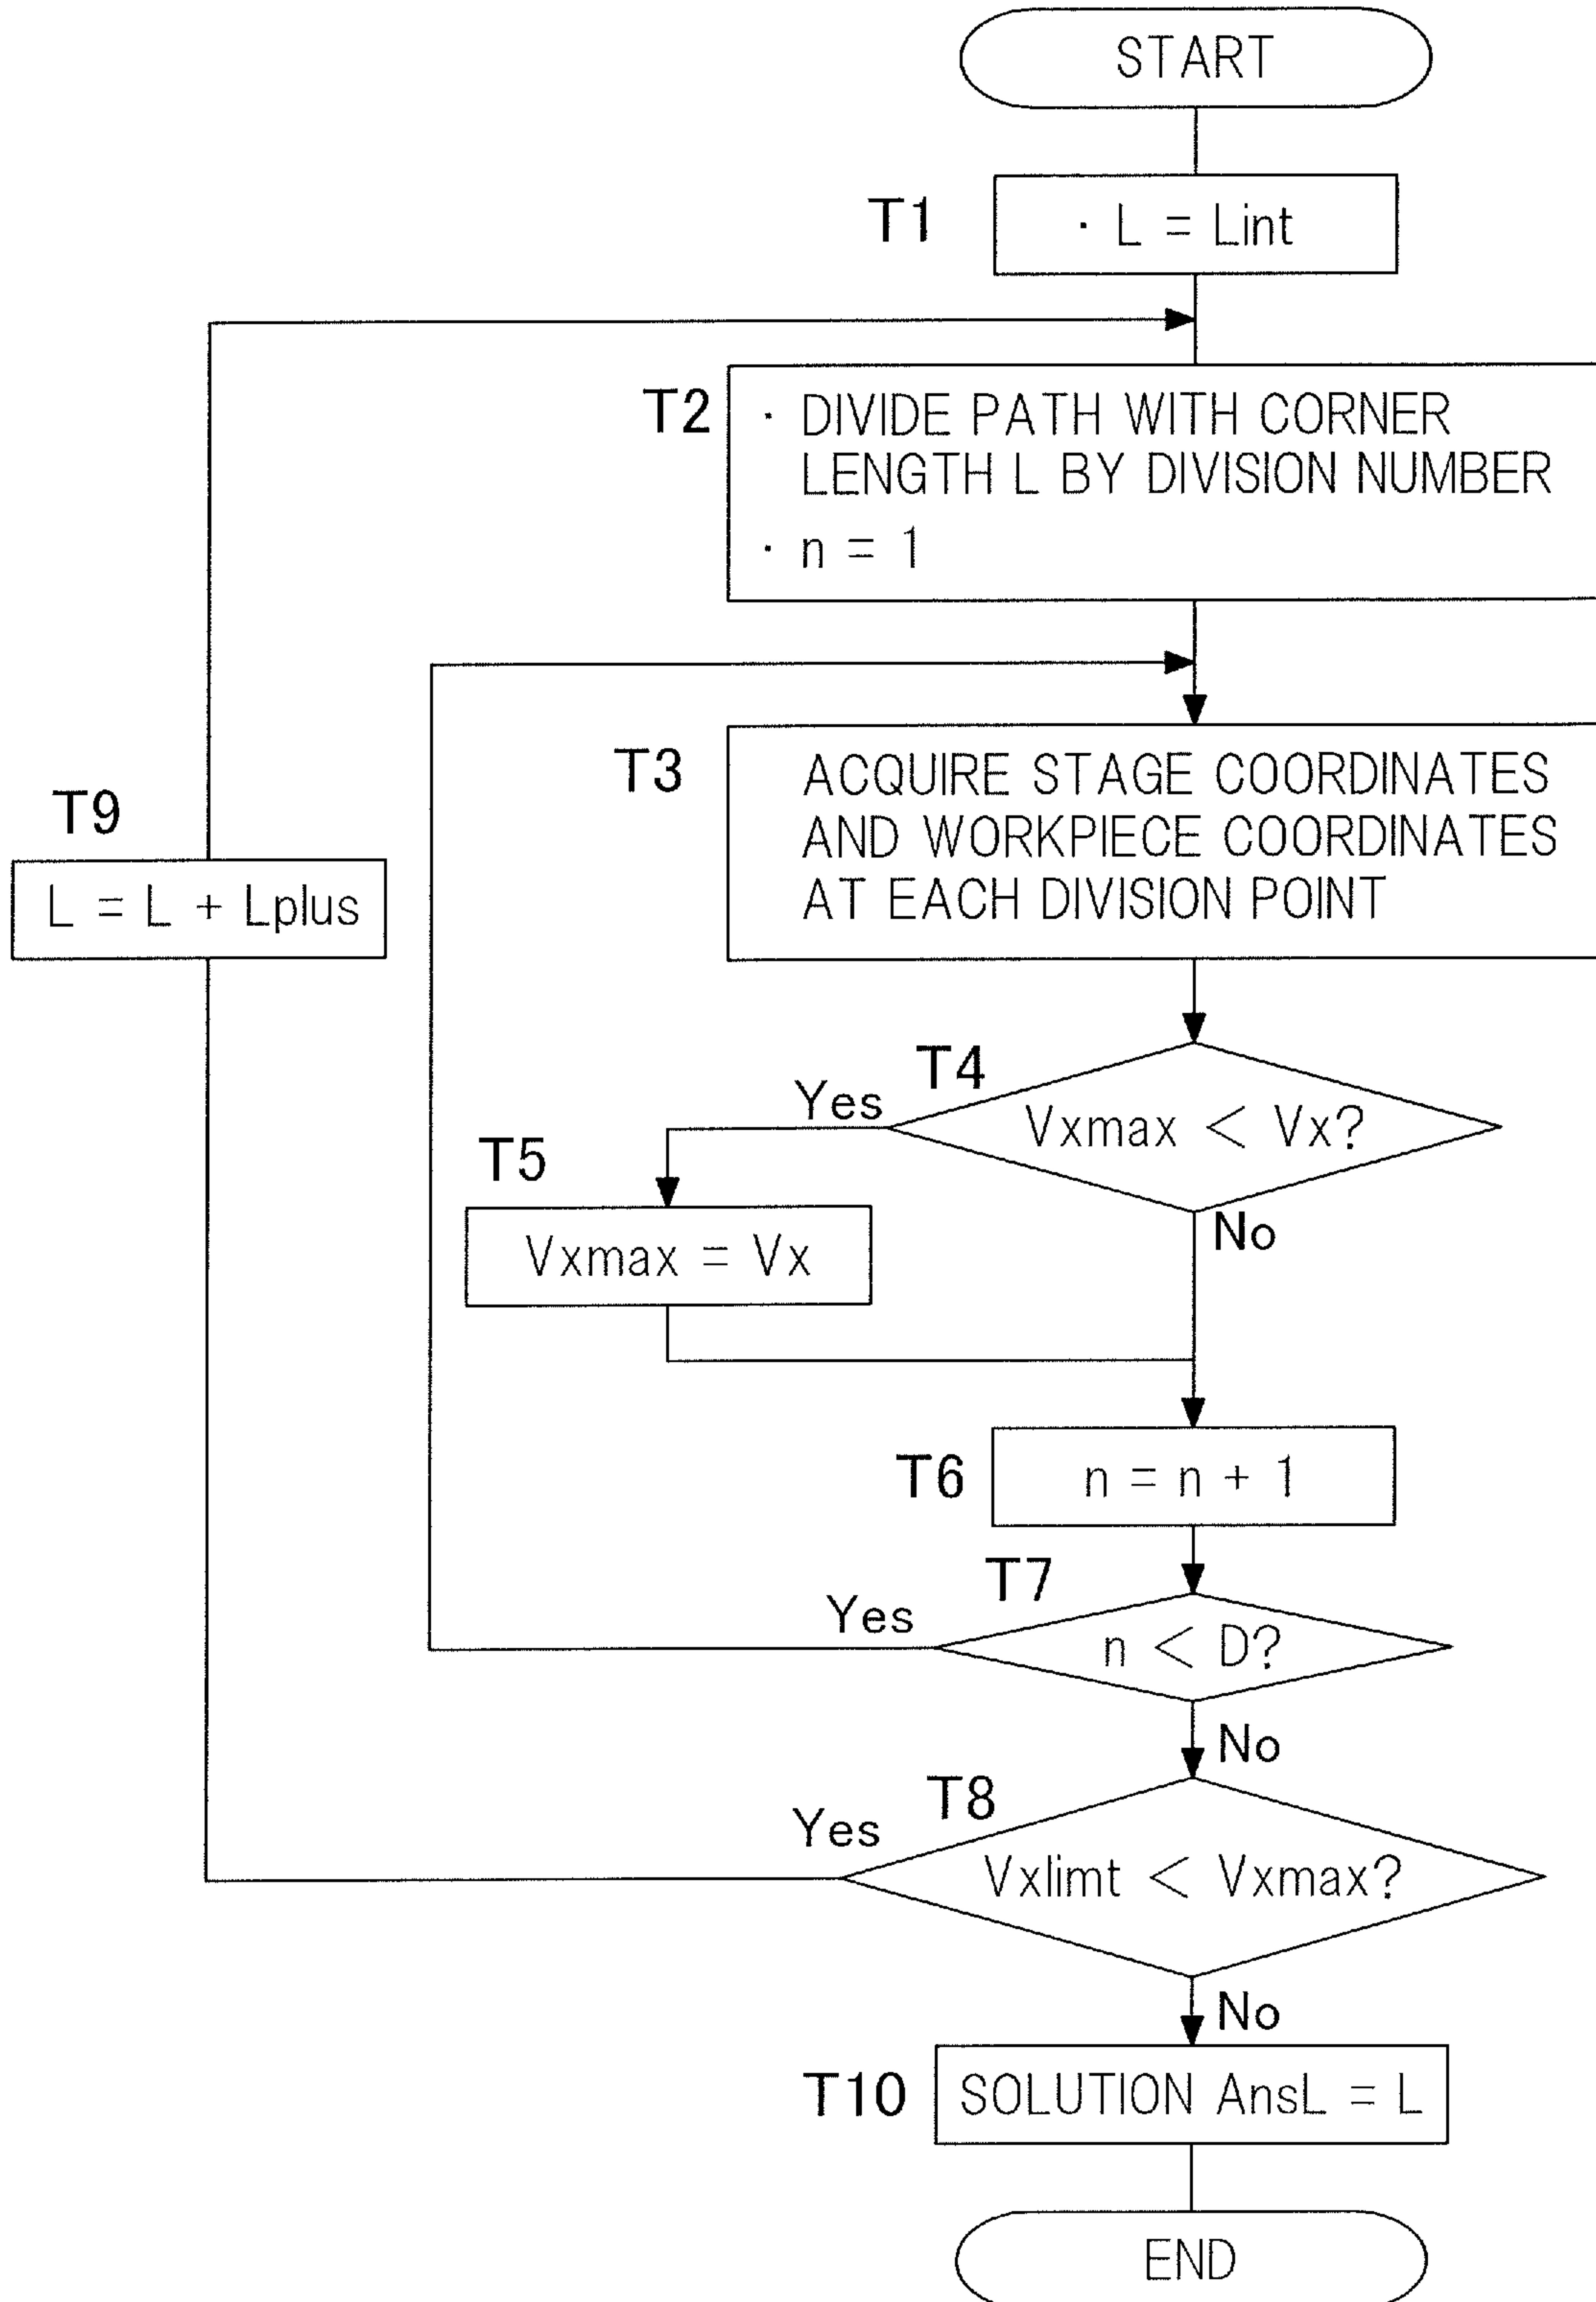 START
T1
· L = Lint
T2
· DIVIDE PATH WITH CORNER
LENGTH L BY DIVISION NUMBER
· n = 1
T3
ACQUIRE STAGE COORDINATES
AND WORKPIECE COORDINATES
AT EACH DIVISION POINT
T9
L = L + Lplus
T4
Yes
Vxmax < Vx?
No
T5
Vxmax = Vx
T6
n = n + 1
T7
Yes
n < D?
No
T8
Yes
Vxlimt < Vxmax?
No
T10
SOLUTION AnsL = L
END